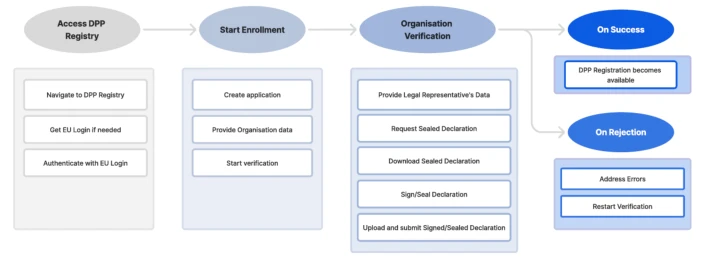 Access DPP
Registry
Start Enrollment
Organisation
Verification
On Success
Navigate to DPP Registry
Get EU Login if needed
Authenticate with EU Login
Create application
Provide Organisation data
Start verification
Provide Legal Representative's Data
Request Sealed Declaration
Download Sealed Declaration
Sign/Seal Declaration
Upload and submit Signed/Sealed Declaration
DPP Registration becomes
available
On Rejection
Address Errors
Restart Verification